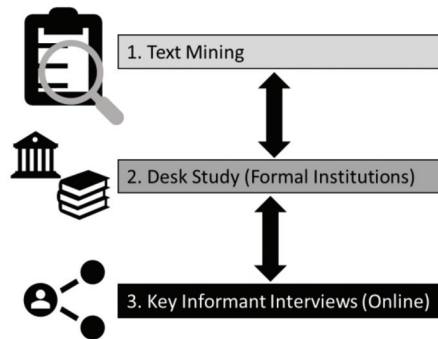 1. Text Mining
2. Desk Study (Formal Institutions)
3. Key Informant Interviews (Online)